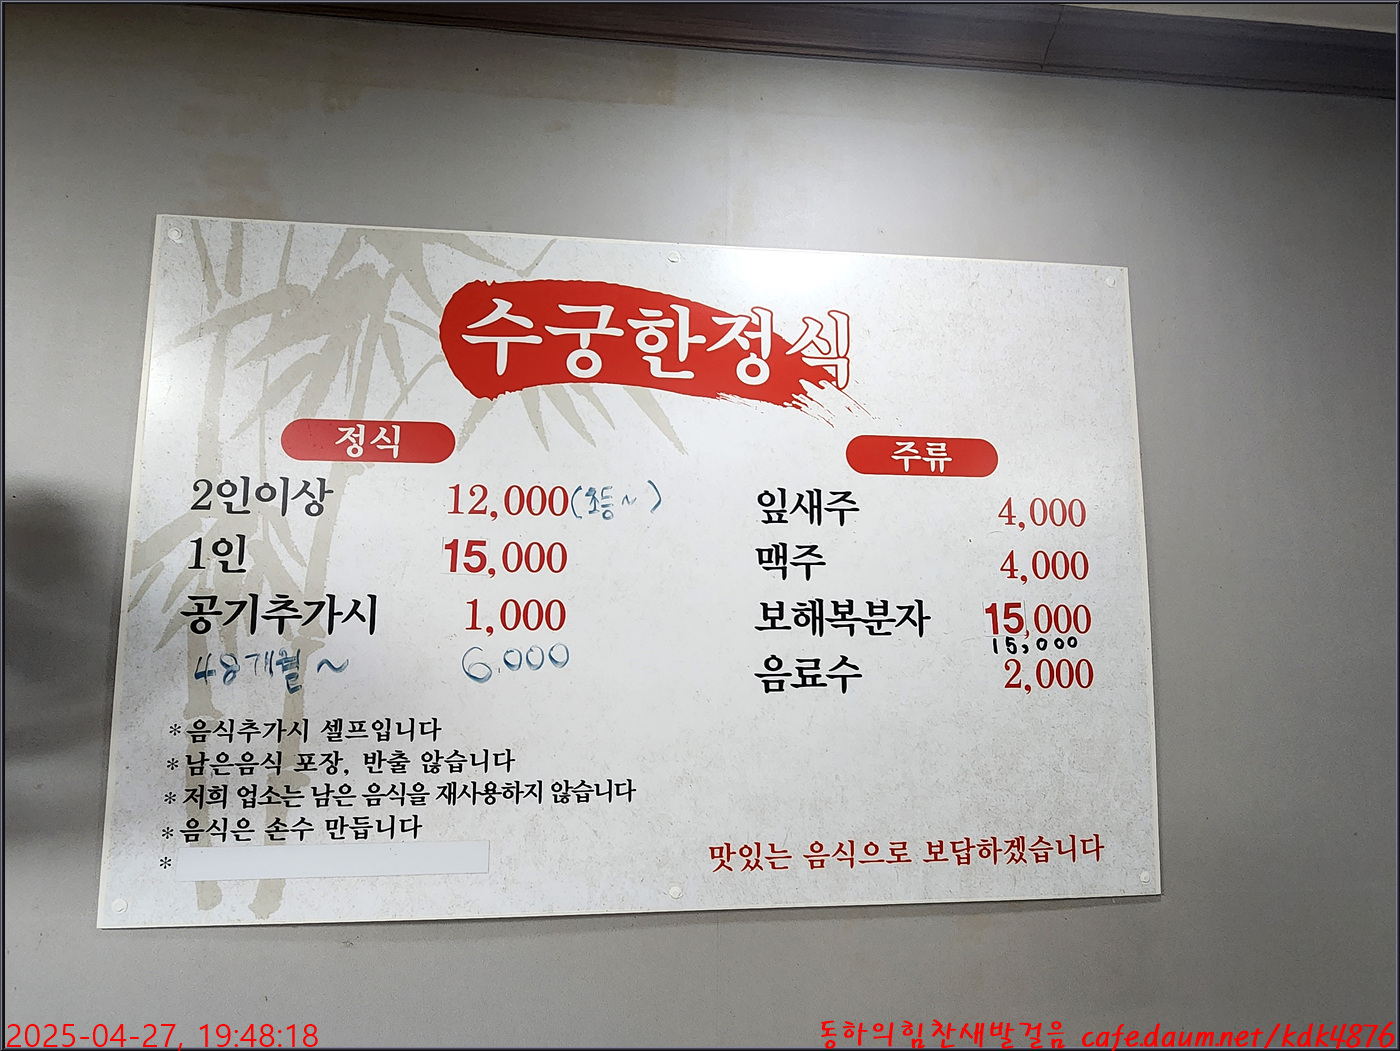 수궁한정식
정식
2인이상 12,000(초등~)
1인 15,000
공기추가시 1,000
48개월~ 6,000
*음식추가시 셀프입니다
*남은음식 포장, 반출 않습니다
*저희 업소는 남은 음식을 재사용하지 않습니다
*음식은 손수 만듭니다
*
주류
잎새주 4,000
맥주 4,000
보해복분자 15,000
15,000
음료수 2,000
맛있는 음식으로 보답하겠습니다
2025-04-27, 19:48:18
동하의힘찬새발걸음 cafe.daum.net/kdk4876